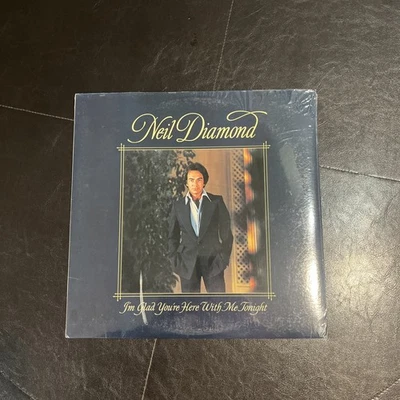 Neil Diamond
I'm Glad You're Here With Me Tonight